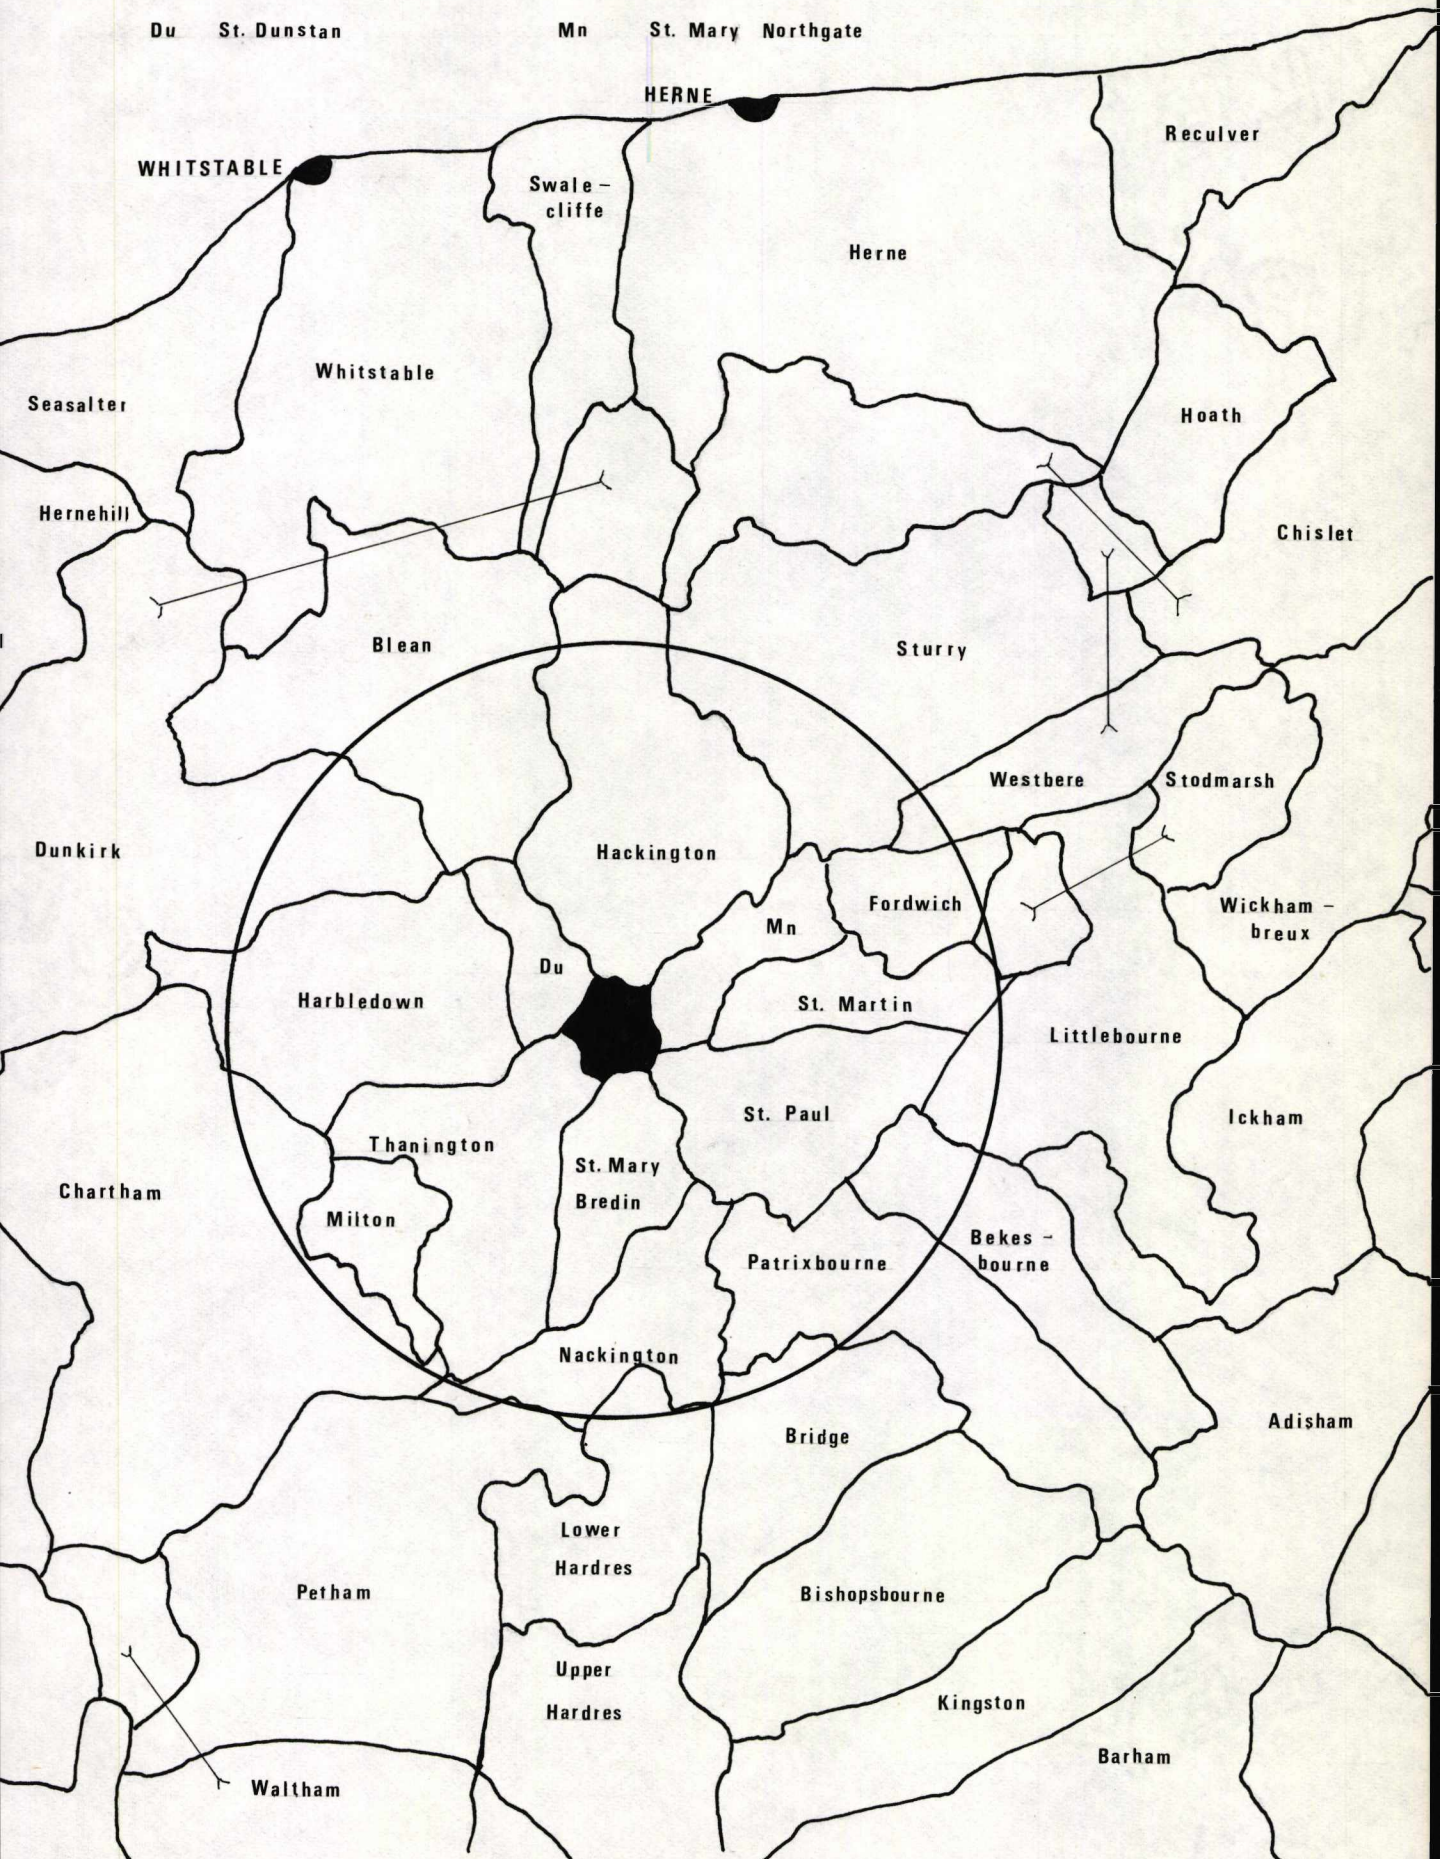 Du St. Dunstan Mn St. Mary Northgate
HERNE
WHITSTABLE
Reculver
Swale-
cliffe
Herne
Whitstable
Seasalter
Hoath
Hernehill
Chislet
Blean
Sturry
Westbere
Stodmarsh
Dunkirk
Hackington
Fordwich
Wickham-
breux
Mn
Du
Harbledown
St. Martin
Littlebourne
St. Paul
Ickham
Thanington
St. Mary
Bredin
Chartham
Milton
Bekes-
bourne
Patrixbourne
Nackington
Adisham
Bridge
Lower
Hardres
Petham
Bishopsbourne
Upper
Hardres
Kingston
Barham
Waltham